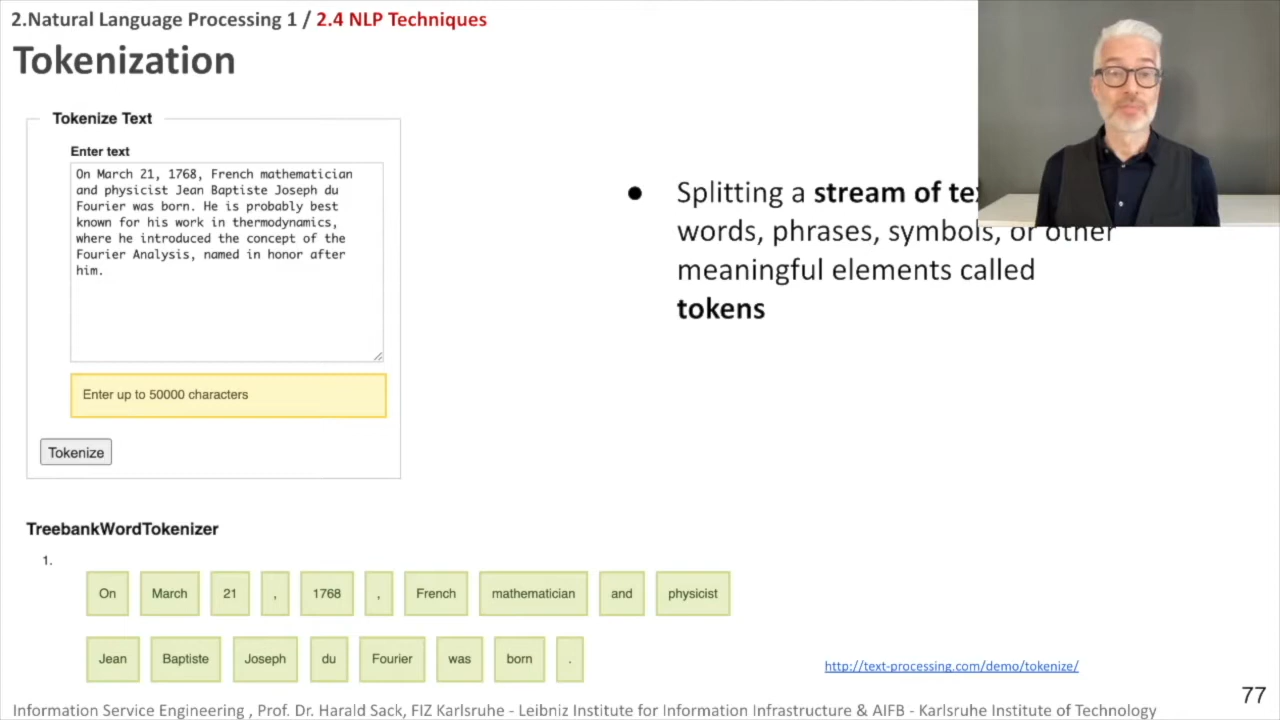 2.Natural Language Processing 1 / 2.4 NLP Techniques
Tokenization
Tokenize Text
Enter text
On March 21, 1768, French mathematician
and physicist Jean Baptiste Joseph du
Fourier was born. He is probably best
known for his work in thermodynamics,
where he introduced the concept of the
Fourier Analysis, named in honor after
him.
Enter up to 50000 characters
Tokenize
● Splitting a stream of
words, phrases, symbols, or other
meaningful elements called
tokens
TreebankWordTokenizer
1.
On March 21 , 1768 , French mathematician and physicist
Jean Baptiste Joseph du Fourier was born .
http://text-processing.com/demo/tokenize/
77
Information Service Engineering , Prof. Dr. Harald Sack, FIZ Karlsruhe - Leibniz Institute for Information Infrastructure & AIFB - Karlsruhe Institute of Technology